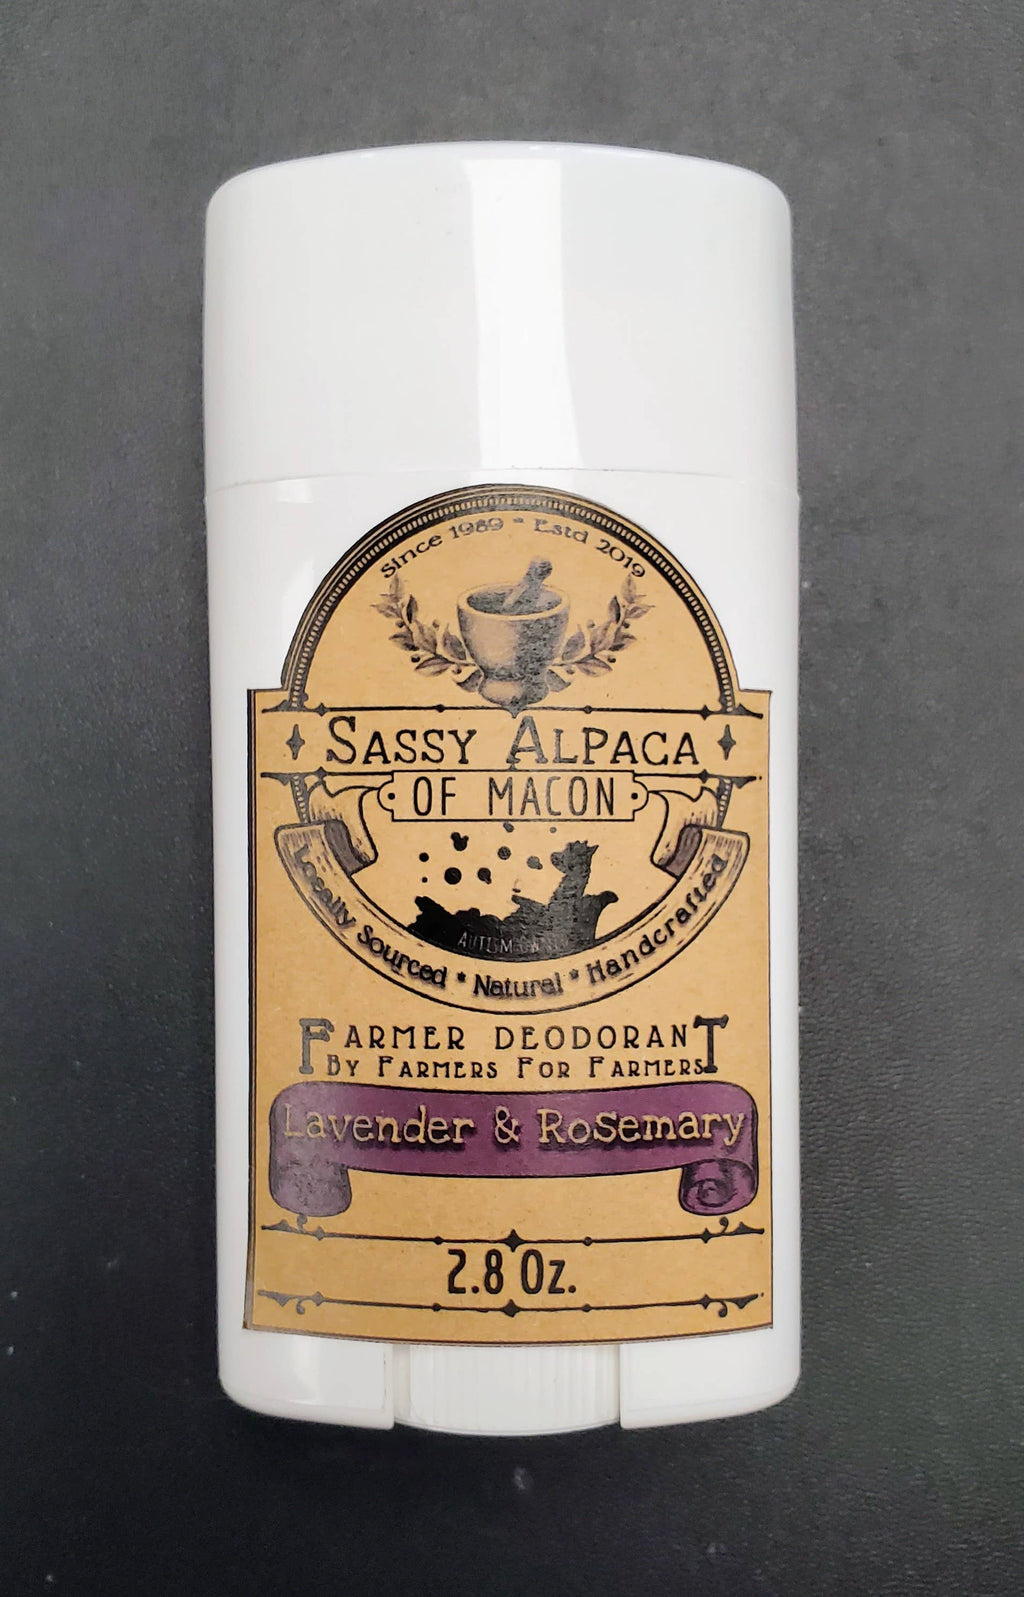 Since 1989 * Estd 2019
SASSY ALPACA
OF MACON
AUTISM
Locally Sourced * Natural * Handcrafted
FARMER DEODORANT
BY FARMERS FOR FARMERS
Lavender & Rosemary
2.8 Oz.